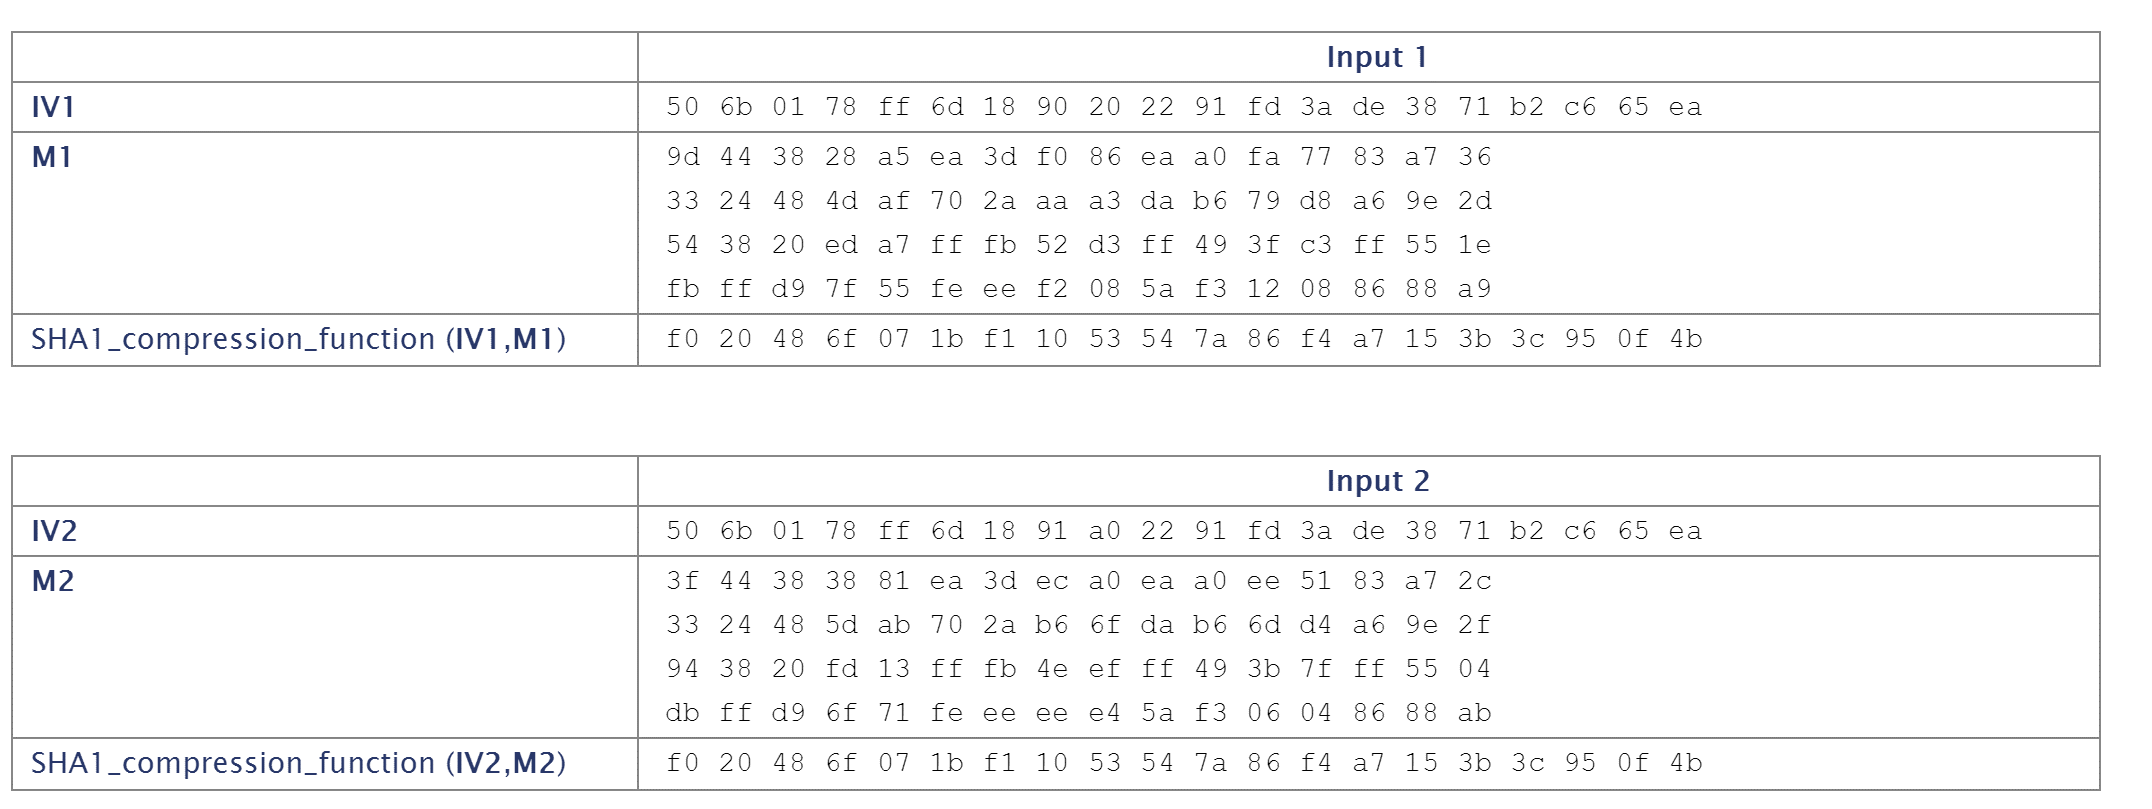 Input 1
IV1 50 6b 01 78 ff 6d 18 90 20 22 91 fd 3a de 38 71 b2 c6 65 ea
M1 9d 44 38 28 a5 ea 3d f0 86 ea a0 fa 77 83 a7 36
33 24 48 4d af 70 2a aa a3 da b6 79 d8 a6 9e 2d
54 38 20 ed a7 ff fb 52 d3 ff 49 3f c3 ff 55 1e
fb ff d9 7f 55 fe ee f2 08 5a f3 12 08 86 88 a9
SHA1_compression_function (IV1,M1) f0 20 48 6f 07 1b f1 10 53 54 7a 86 f4 a7 15 3b 3c 95 0f 4b
Input 2
IV2 50 6b 01 78 ff 6d 18 91 a0 22 91 fd 3a de 38 71 b2 c6 65 ea
M2 3f 44 38 38 81 ea 3d ec a0 ea a0 ee 51 83 a7 2c
33 24 48 5d ab 70 2a b6 6f da b6 6d d4 a6 9e 2f
94 38 20 fd 13 ff fb 4e ef ff 49 3b 7f ff 55 04
db ff d9 6f 71 fe ee ee e4 5a f3 06 04 86 88 ab
SHA1_compression_function (IV2,M2) f0 20 48 6f 07 1b f1 10 53 54 7a 86 f4 a7 15 3b 3c 95 0f 4b